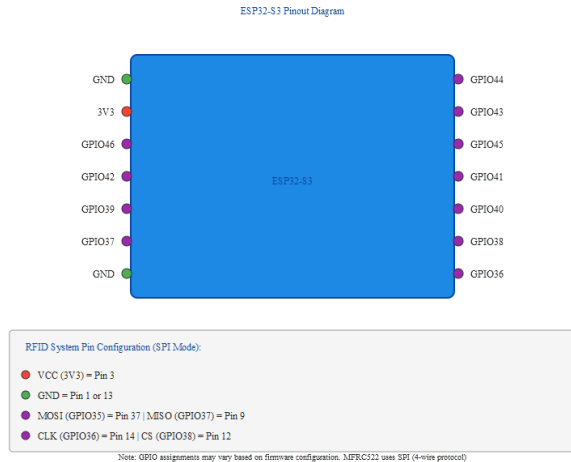 ESP32-S3 Pinout Diagram
GND GPIO44
3V3 GPIO43
GPIO46 GPIO45
GPIO42 GPIO41
ESP32-S3
GPIO39 GPIO40
GPIO37 GPIO38
GND GPIO36
RFID System Pin Configuration (SPI Mode):
VCC (3V3) = Pin 3
GND = Pin 1 or 13
MOSI (GPIO35) = Pin 37 | MISO (GPIO37) = Pin 9
CLK (GPIO36) = Pin 14 | CS (GPIO38) = Pin 12
Note: GPIO assignments may vary based on firmware configuration. MFRC522 uses SPI (4-wire protocol)